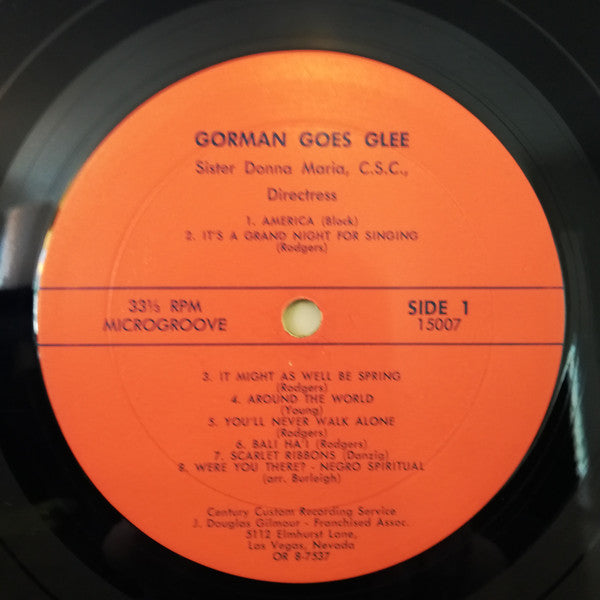 GORMAN GOES GLEE
Sister Donna Maria, C.S.C.,
Directress
1. AMERICA (Block)
2. IT'S A GRAND NIGHT FOR SINGING
(Rodgers)
33⅓ RPM
MICROGROOVE
SIDE 1
15007
3. IT MIGHT AS WELL BE SPRING
(Rodgers)
4. AROUND THE WORLD
(Young)
5. YOU'LL NEVER WALK ALONE
(Rodgers)
6. BALI HA'I (Rodgers)
7. SCARLET RIBBONS (Danzig)
8. WERE YOU THERE? - NEGRO SPIRITUAL
(arr. Burleigh)
Century Custom Recording Service
J. Douglas Gilmour - Franchised Assoc.
5112 Elmhurst Lane,
Las Vegas, Nevada
OR 8-7537